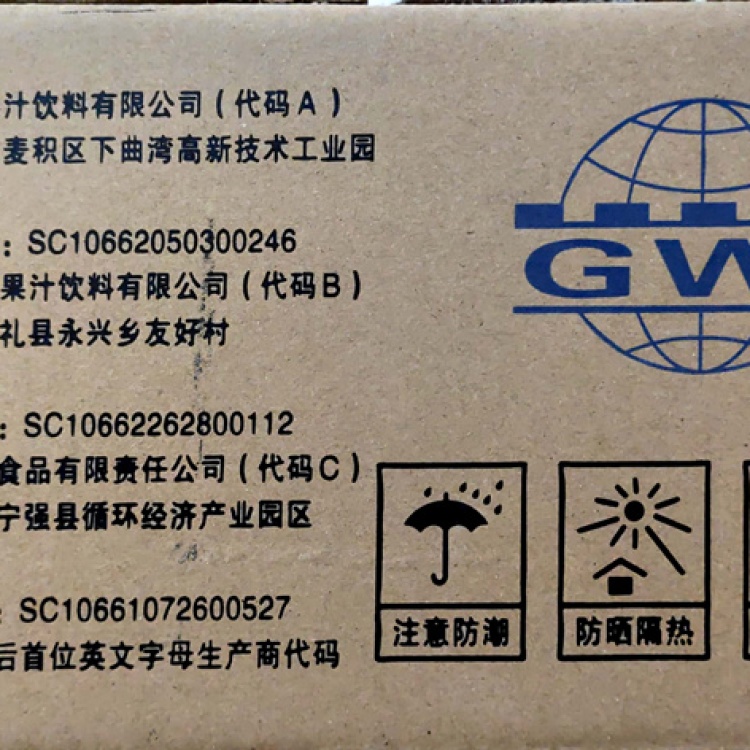 汁饮料有限公司(代码A)
麦积区下曲湾高新技术工业园
:SC10662050300246
果汁饮料有限公司(代码B)
礼县永兴乡友好村
:SC10662262800112
食品有限责任公司(代码C)
宁强县循环经济产业园区
:SC10661072600527
后首位英文字母生产商代码
GW
注意防潮
防晒隔热